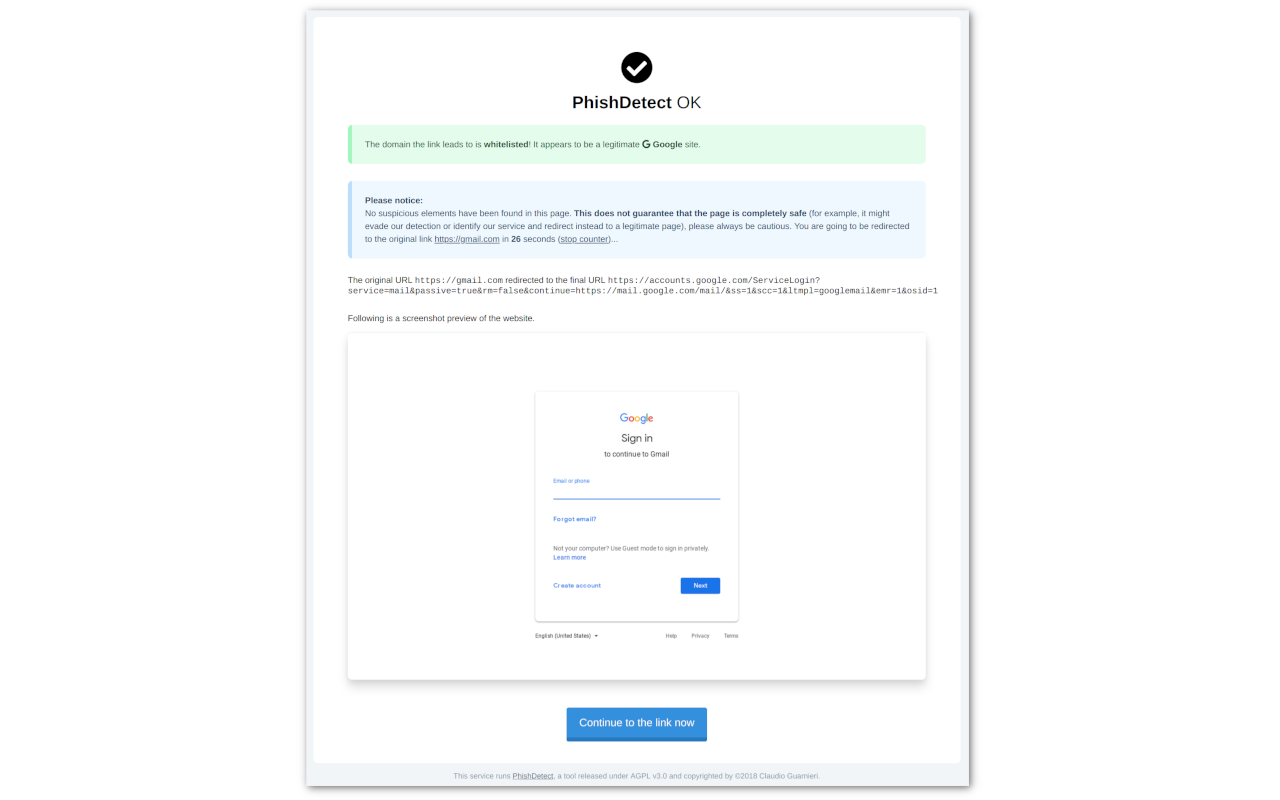 PhishDetect OK
The domain the link leads to is whitelisted! It appears to be a legitimate Google site.
Please notice:
No suspicious elements have been found in this page. This does not guarantee that the page is completely safe (for example, it might
evade our detection or identify our service and redirect instead to a legitimate page), please always be cautious. You are going to be redirected
to the original link https://gmail.com in 26 seconds (stop counter)...
The original URL https://gmail.com redirected to the final URL https://accounts.google.com/ServiceLogin?
service=mail&passive=true&rm=false&continue=https://mail.google.com/mail/&ss=1&scc=1&ltmpl=googlemail&emr=1&osid=1
Following is a screenshot preview of the website.
Google
Sign in
to continue to Gmail
Email or phone
Forgot email?
Not your computer? Use Guest mode to sign in privately.
Learn more
Create account Next
English (United States) Help Privacy Terms
Continue to the link now
This service runs PhishDetect, a tool released under AGPL v3.0 and copyrighted by ©2018 Claudio Guarnieri.